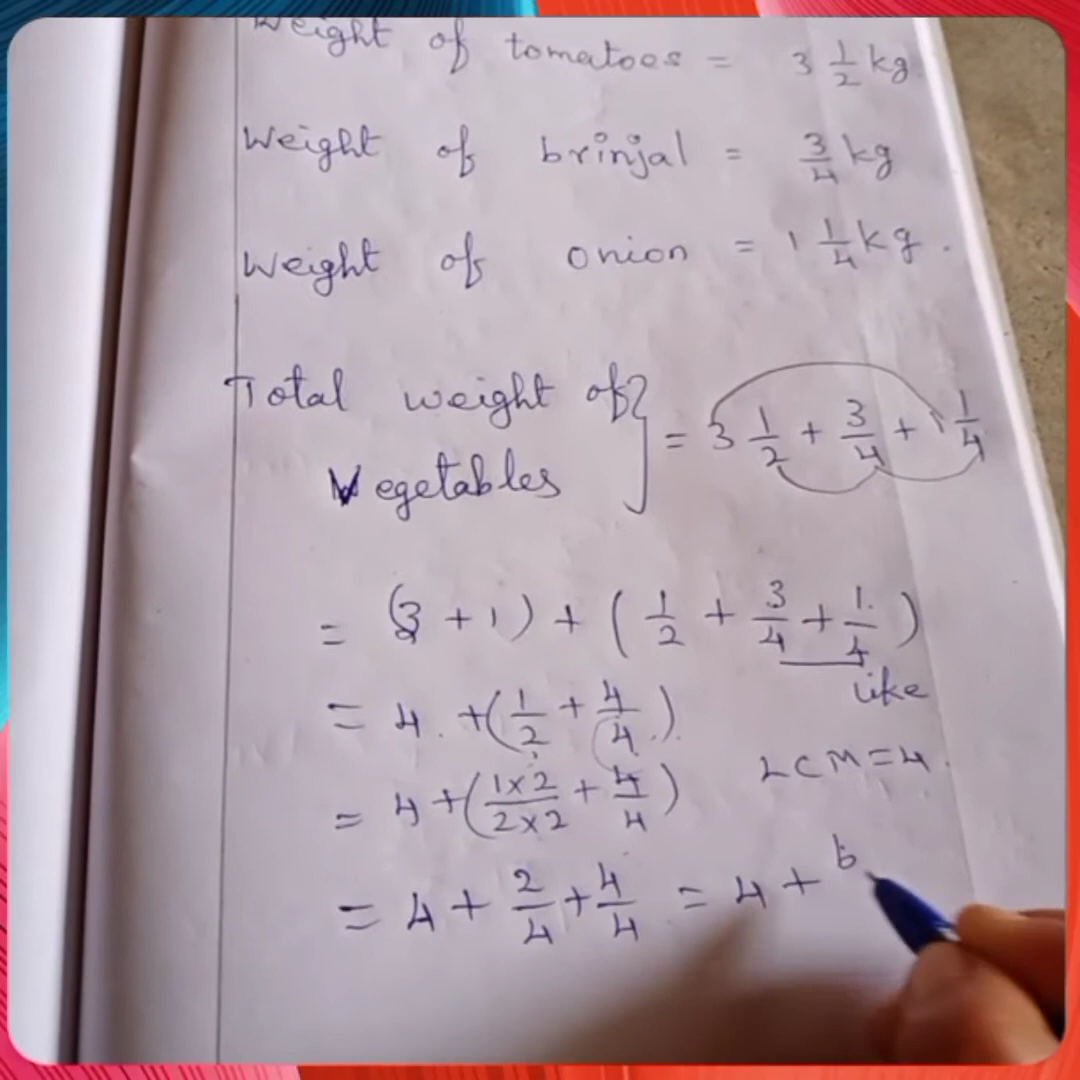 Weight of tomatoes = 3 1/2 kg
Weight of brinjal = 3/4 kg
Weight of onion = 1 1/4 kg.
Total weight of
Vegetables } = 3 1/2 + 3/4 + 1 1/4
= (3 + 1) + (1/2 + 3/4 + 1/4)
like
= 4 + (1/2 + 4/4)
LCM = 4
= 4 + (1×2/2×2 + 4/4)
= 4 + 2/4 + 4/4 = 4 + 6